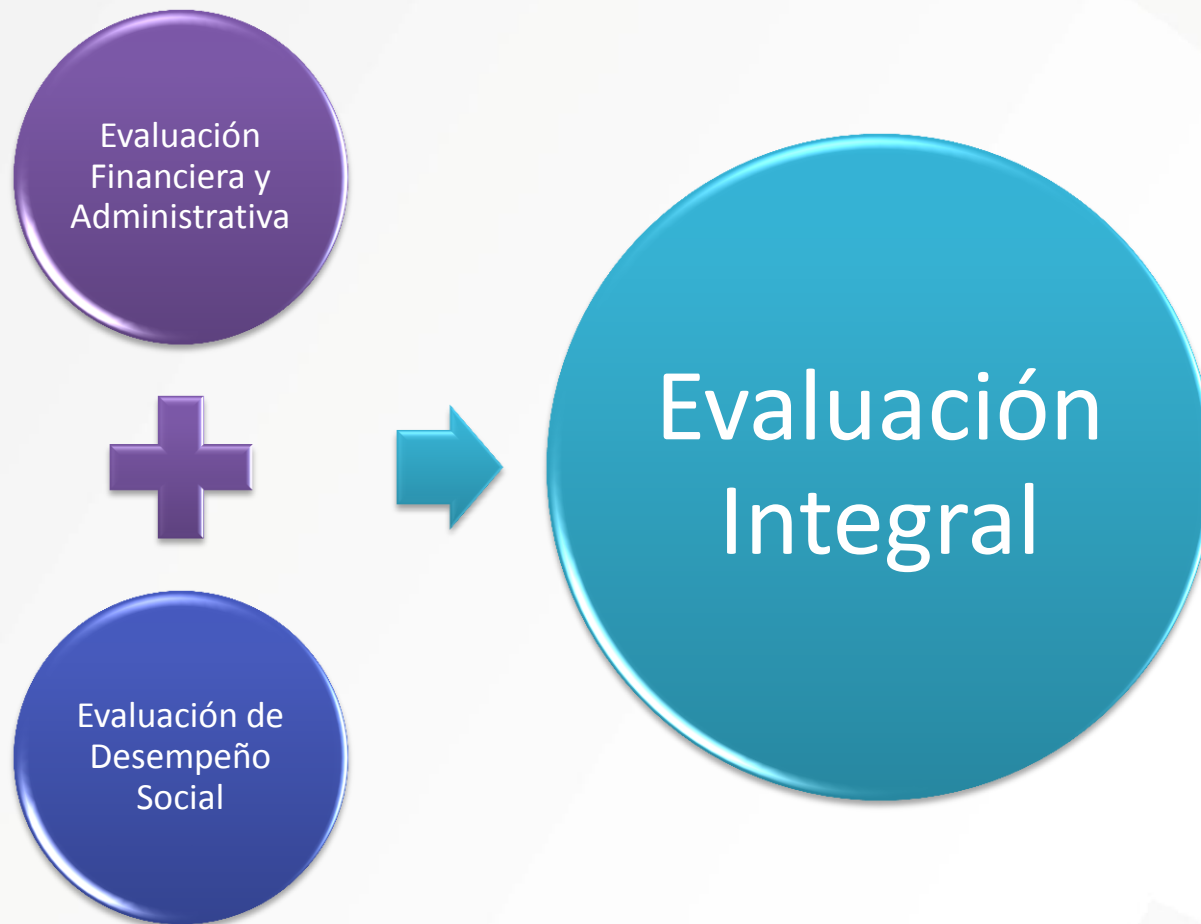 Evaluación
Financiera y
Administrativa
Evaluación de
Desempeño
Social
Evaluación
Integral